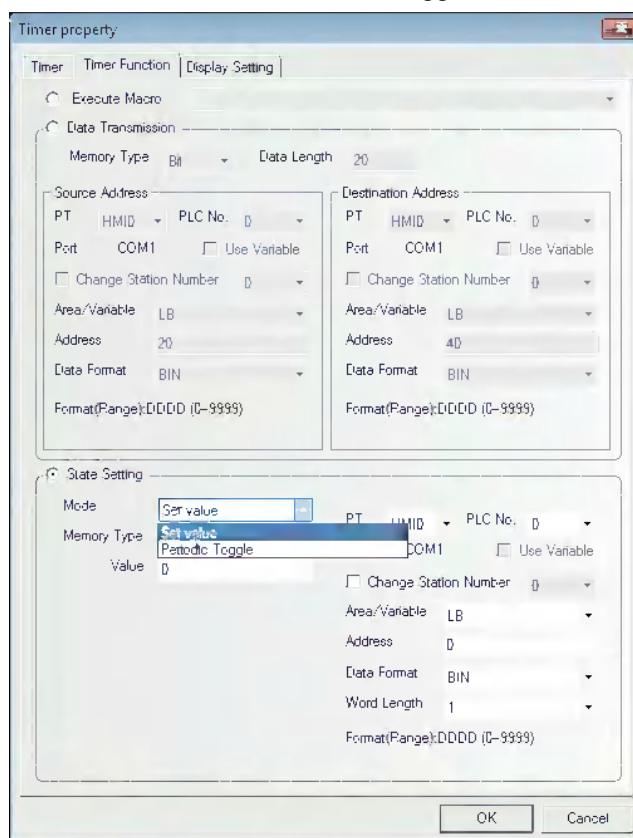 Timer property
Timer Timer Function Display Setting
Execute Macro
Data Transmission
Memory Type Bit Data Length 20
Source Address
PT HMI0 PLC No. 0
Port COM1 Use Variable
Change Station Number 0
Area/Variable LB
Address 20
Data Format BIN
Format(Range):DDDD (0~9999)
Destination Address
PT HMI0 PLC No. 0
Port COM1 Use Variable
Change Station Number 0
Area/Variable LB
Address 40
Data Format BIN
Format(Range):DDDD (0~9999)
State Setting
Mode Set value
Set value
Periodic Toggle
Memory Type
Value 0
PT HMI0 PLC No. 0
COM1 Use Variable
Change Station Number 0
Area/Variable LB
Address 0
Data Format BIN
Word Length 1
Format(Range):DDDD (0~9999)
OK Cancel